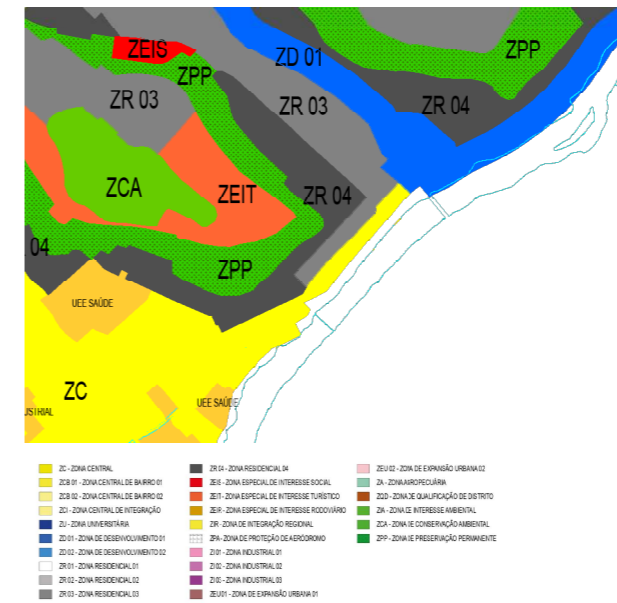 ZEIS
ZD 01
ZPP
ZPP
ZR 03
ZR 03
ZR 04
ZCA
ZEIT
ZR 04
04
ZPP
UEE SAÚDE
ZC
USTRIAL
UEE SAÚDE
ZC - ZONA CENTRAL
ZCB 01 - ZONA CENTRAL DE BAIRRO 01
ZCB 02 - ZONA CENTRAL DE BAIRRO 02
ZCI - ZONA CENTRAL DE INTEGRAÇÃO
ZU - ZONA UNIVERSITÁRIA
ZD 01 - ZONA DE DESENVOLVIMENTO 01
ZD 02 - ZONA DE DESENVOLVIMENTO 02
ZR 01 - ZONA RESIDENCIAL 01
ZR 02 - ZONA RESIDENCIAL 02
ZR 03 - ZONA RESIDENCIAL 03
ZR 04 - ZONA RESIDENCIAL 04
ZEIS - ZONA ESPECIAL DE INTERESSE SOCIAL
ZEIT - ZONA ESPECIAL DE INTERESSE TURÍSTICO
ZEIR - ZONA ESPECIAL DE INTERESSE RODOVIÁRIO
ZIR - ZONA DE INTEGRAÇÃO REGIONAL
ZPA - ZONA DE PROTEÇÃO DE AERÓDROMO
ZI 01 - ZONA INDUSTRIAL 01
ZI 02 - ZONA INDUSTRIAL 02
ZI 03 - ZONA INDUSTRIAL 03
ZEU 01 - ZONA DE EXPANSÃO URBANA 01
ZEU 02 - ZONA DE EXPANSÃO URBANA 02
ZA - ZONA AGROPECUÁRIA
ZQD - ZONA DE QUALIFICAÇÃO DE DISTRITO
ZIA - ZONA DE INTERESSE AMBIENTAL
ZCA - ZONA DE CONSERVAÇÃO AMBIENTAL
ZPP - ZONA DE PRESERVAÇÃO PERMANENTE